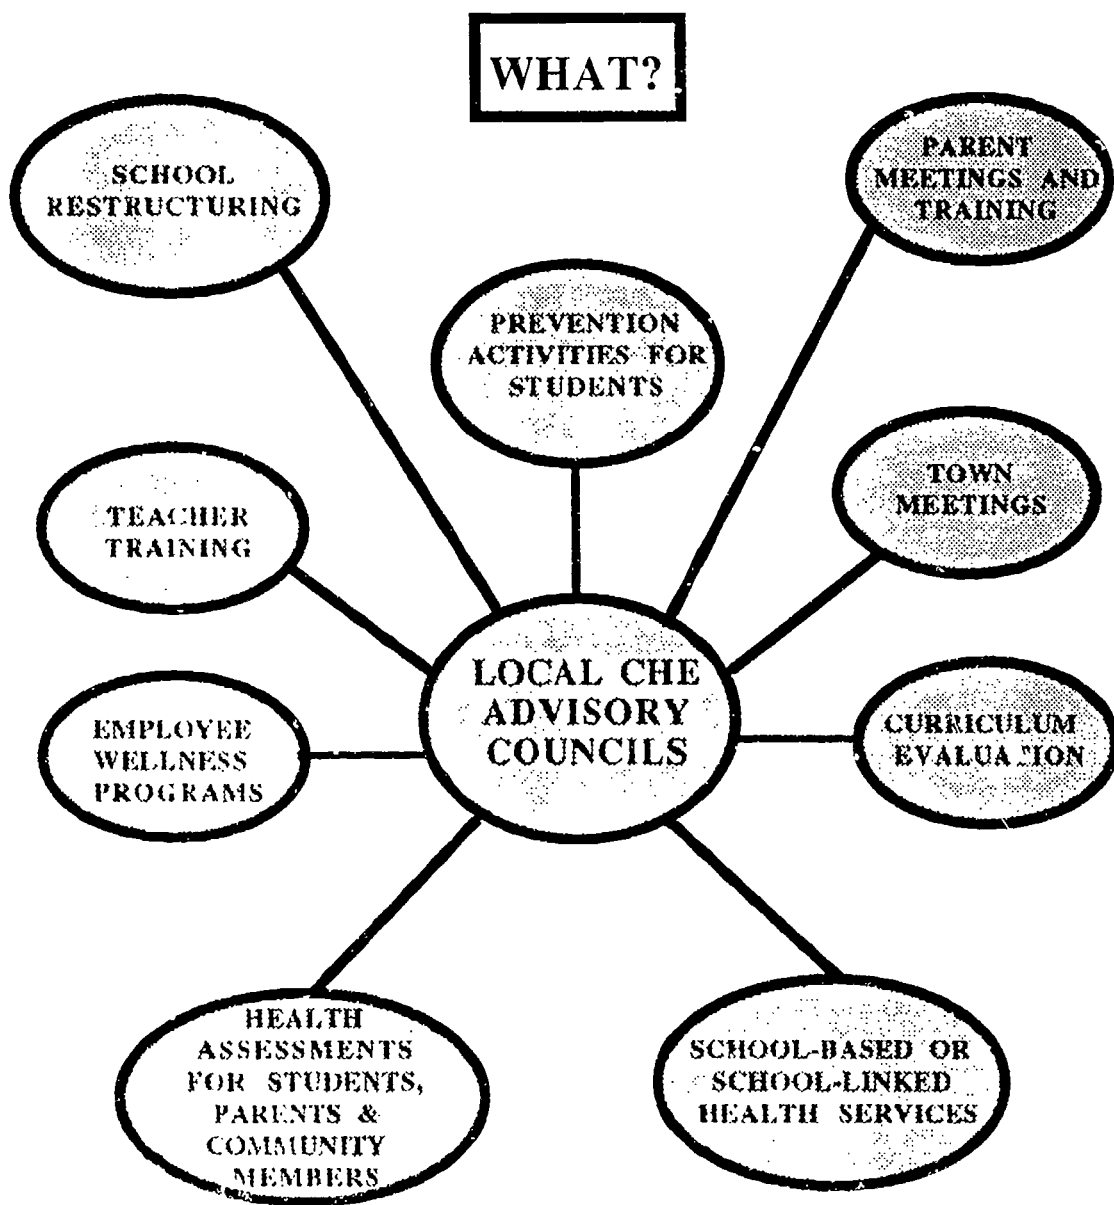 WHAT?
SCHOOL
RESTRUCTURING
PARENT
MEETINGS AND
TRAINING
PREVENTION
ACTIVITIES FOR
STUDENTS
TEACHER
TRAINING
TOWN
MEETINGS
LOCAL CHE
ADVISORY
COUNCILS
EMPLOYEE
WELLNESS
PROGRAMS
CURRICULUM
EVALUATION
HEALTH
ASSESSMENTS
FOR STUDENTS,
PARENTS &
COMMUNITY
MEMBERS
SCHOOL-BASED OR
SCHOOL-LINKED
HEALTH SERVICES